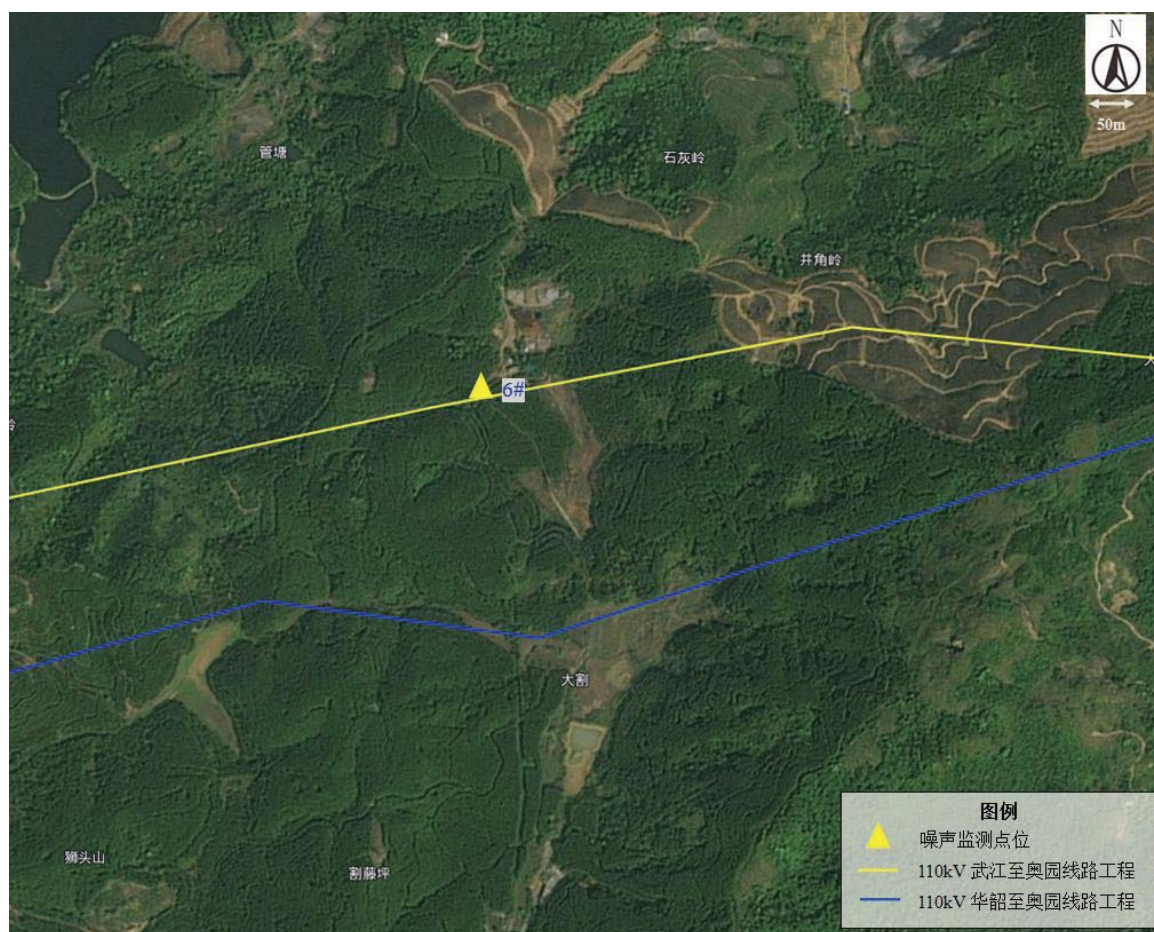 N
50m
管塘
石灰岭
井角岭
6#
大割
狮头山
割藤坪
图例
噪声监测点位
110kV 武江至奥园线路工程
110kV 华韶至奥园线路工程